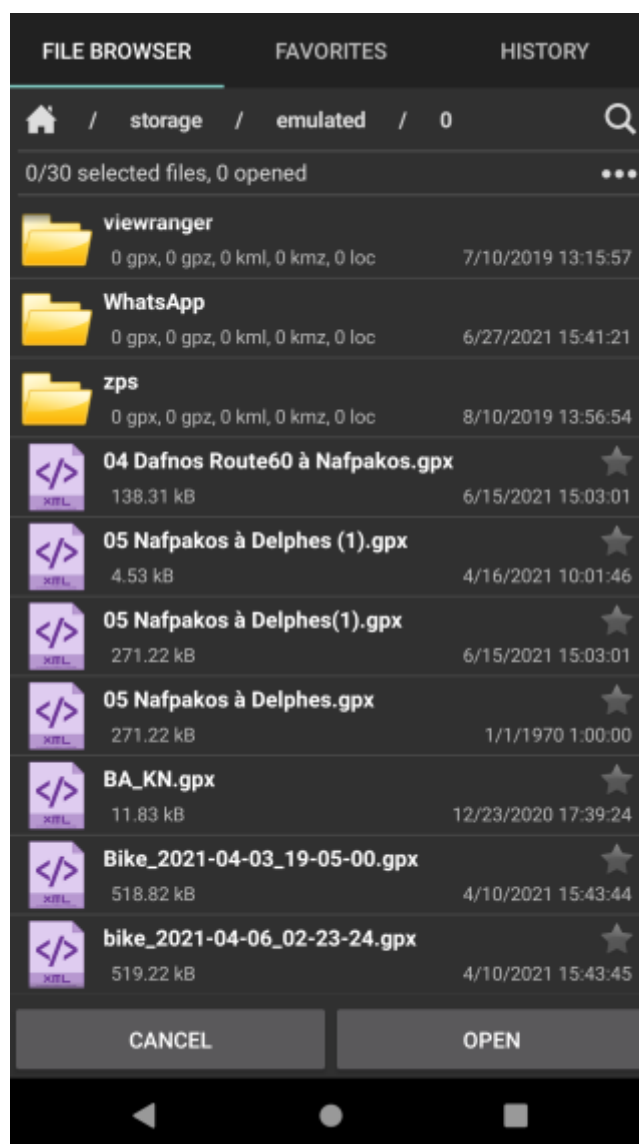 FILE BROWSER FAVORITES HISTORY
/ storage / emulated / 0
0/30 selected files, 0 opened
viewranger
0 gpx, 0 gpz, 0 kml, 0 kmz, 0 loc 7/10/2019 13:15:57
WhatsApp
0 gpx, 0 gpz, 0 kml, 0 kmz, 0 loc 6/27/2021 15:41:21
zps
0 gpx, 0 gpz, 0 kml, 0 kmz, 0 loc 8/10/2019 13:56:54
04 Dafnos Route60 à Nafpakos.gpx
XML 138.31 kB 6/15/2021 15:03:01
05 Nafpakos à Delphes (1).gpx
XML 4.53 kB 4/16/2021 10:01:46
05 Nafpakos à Delphes(1).gpx
XML 271.22 kB 6/15/2021 15:03:01
05 Nafpakos à Delphes.gpx
XML 271.22 kB 1/1/1970 1:00:00
BA_KN.gpx
XML 11.83 kB 12/23/2020 17:39:24
Bike_2021-04-03_19-05-00.gpx
XML 518.82 kB 4/10/2021 15:43:44
bike_2021-04-06_02-23-24.gpx
XML 519.22 kB 4/10/2021 15:43:45
CANCEL OPEN